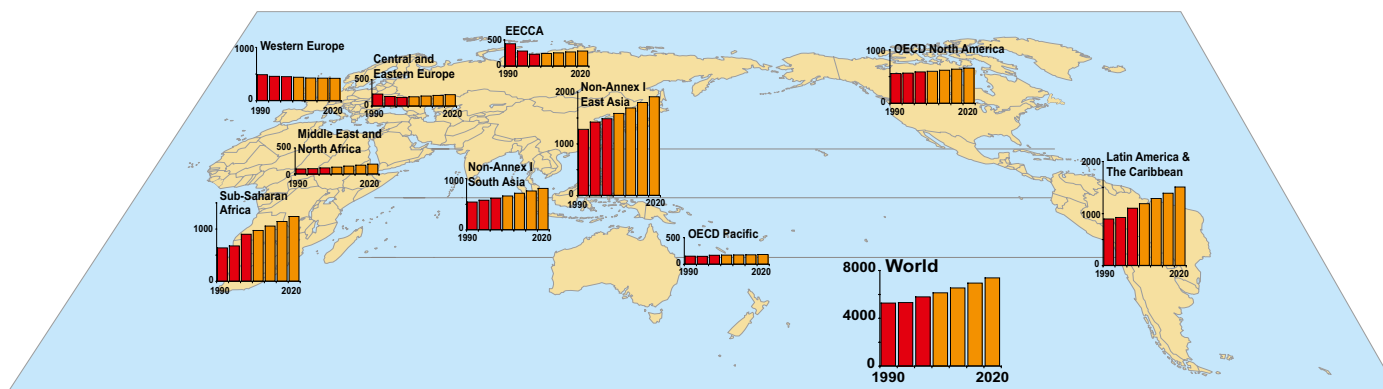 EECCA
500
0
1990
2020
Western Europe
1000
0
1990
2020
Central and
Eastern Europe
500
0
1990
2020
OECD North America
1000
0
1990
2020
Non-Annex I
East Asia
2000
1000
0
1990
2020
Middle East and
North Africa
500
0
1990
2020
Non-Annex I
South Asia
1000
0
1990
2020
Latin America &
The Caribbean
2000
1000
0
1990
2020
Sub-Saharan
Africa
1000
0
1990
2020
OECD Pacific
500
0
1990
2020
World
8000
4000
0
1990
2020